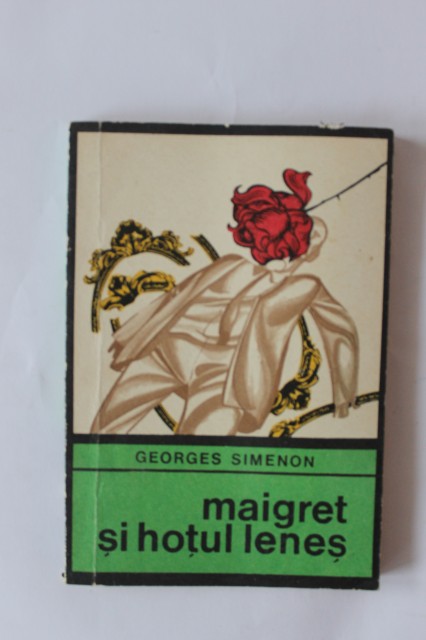 GEORGES SIMENON
maigret
și hoțul leneș